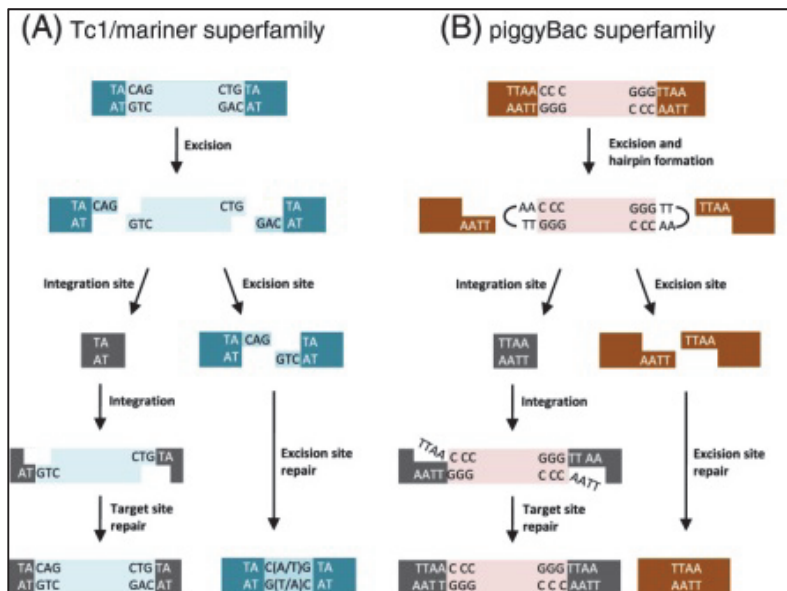 (A) Tc1/mariner superfamily
(B) piggyBac superfamily
TA CAG CTG TA
AT GTC GAC AT
TTAA CC C GGG TTAA
AATT GGG C CC AATT
Excision
Excision and
hairpin formation
TA CAG CTG TA
AT GTC GAC AT
AA C CC GGG TT TTAA
AATT TT GGG C CC AA
Integration site
Excision site
Integration site
Excision site
TA
AT
TA CAG TA
AT GTC AT
TTAA
AATT
TTAA
AATT
Integration
Excision site
repair
Integration
Excision site
repair
CTG TA
AT GTC
TTAA C CC GGG TT AA
AATT GGG C CC AATT
Target site
repair
Target site
repair
TA CAG CTG TA
AT GTC GAC AT
TA C(A/T)G TA
AT G(T/A)C AT
TTAA C CC GGG TTAA
AAT T GGG C C C AATT
TTAA
AATT